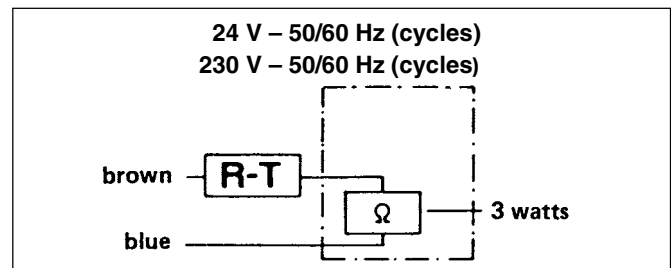 24 V – 50/60 Hz (cycles)
230 V – 50/60 Hz (cycles)
brown
R-T
Ω
3 watts
blue